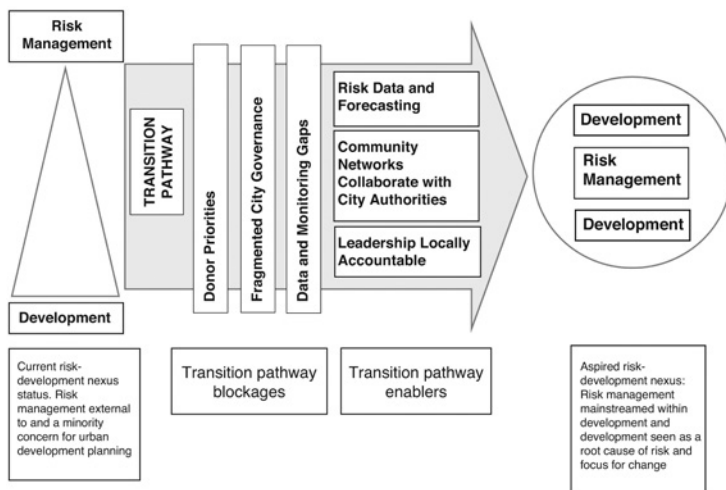 Risk
Management
Development
TRANSITION
PATHWAY
Donor Priorities
Fragmented City Governance
Data and Monitoring Gaps
Risk Data and
Forecasting
Community
Networks
Collaborate with
City Authorities
Leadership Locally
Accountable
Development
Risk
Management
Development
Current risk-
development nexus
status. Risk
management external
to and a minority
concern for urban
development planning
Transition pathway
blockages
Transition pathway
enablers
Aspired risk-
development nexus:
Risk management
mainstreamed within
development and
development seen as a
root cause of risk and
focus for change